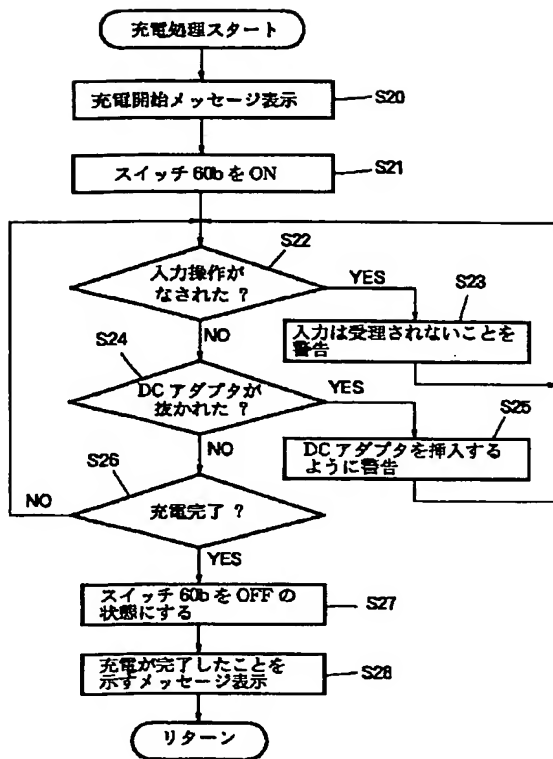 充電処理スタート
充電開始メッセージ表示
S20
スイッチ 60b を ON
S21
S22
入力操作が
なされた ?
YES
S23
入力は受理されないことを
警告
NO
S24
DC アダプタが
抜かれた ?
YES
S25
DC アダプタを挿入する
ように警告
NO
S26
充電完了 ?
NO
YES
スイッチ 60b を OFF の
状態にする
S27
充電が完了したことを
示すメッセージ表示
S28
リターン